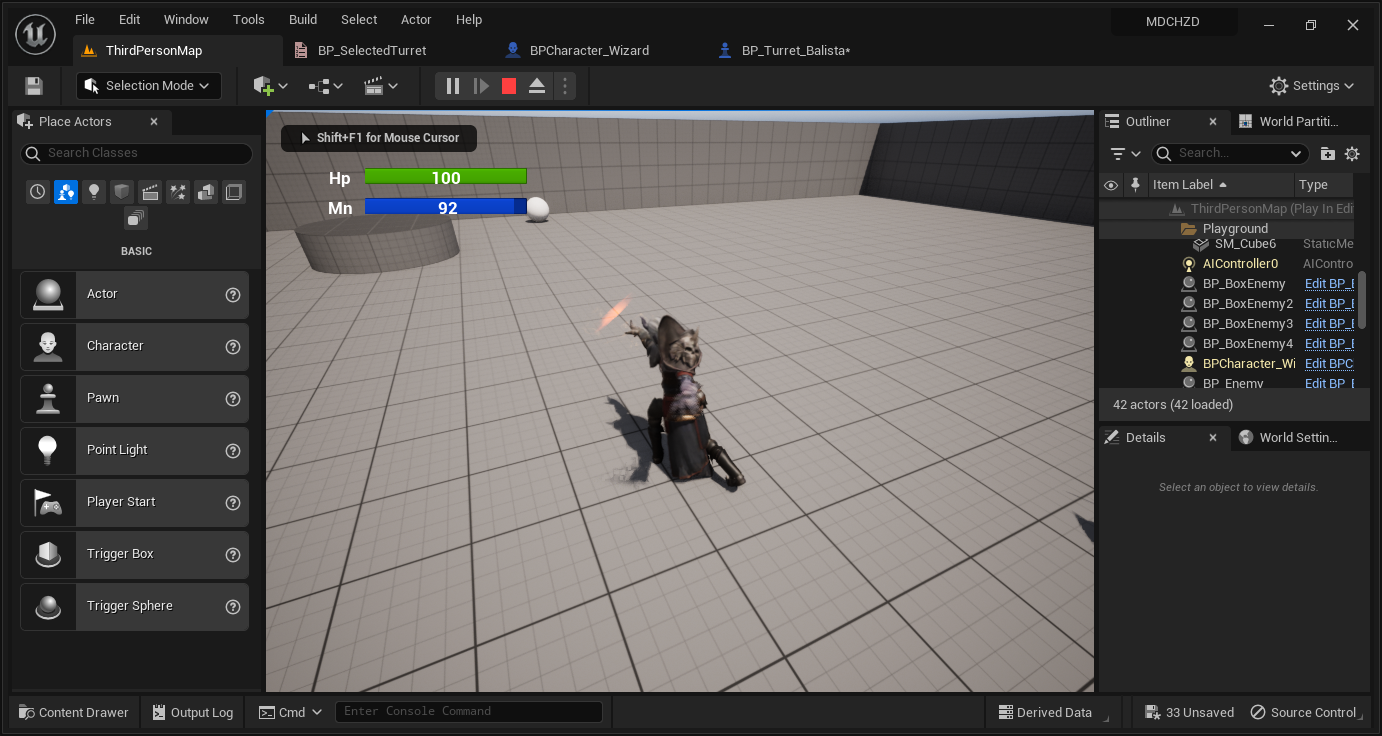 File Edit Window Tools Build Select Actor Help
MDCHZD
ThirdPersonMap
BP_SelectedTurret
BPCharacter_Wizard
BP_Turret_Balista*
Selection Mode
Settings
Place Actors
Search Classes
BASIC
Actor
Character
Pawn
Point Light
Player Start
Trigger Box
Trigger Sphere
Shift+F1 for Mouse Cursor
Hp 100
Mn 92
Outliner
World Partiti...
Search...
Item Label Type
ThirdPersonMap (Play In Edi
Playground
SM_Cube6 StaticMe
AIController0 AIContro
BP_BoxEnemy Edit BP_E
BP_BoxEnemy2 Edit BP_E
BP_BoxEnemy3 Edit BP_E
BP_BoxEnemy4 Edit BP_E
BPCharacter_Wi Edit BPC
BP_Enemy Edit BP_E
42 actors (42 loaded)
Details
World Settin...
Select an object to view details.
Content Drawer
Output Log
Cmd
Enter Console Command
Derived Data
33 Unsaved
Source Control